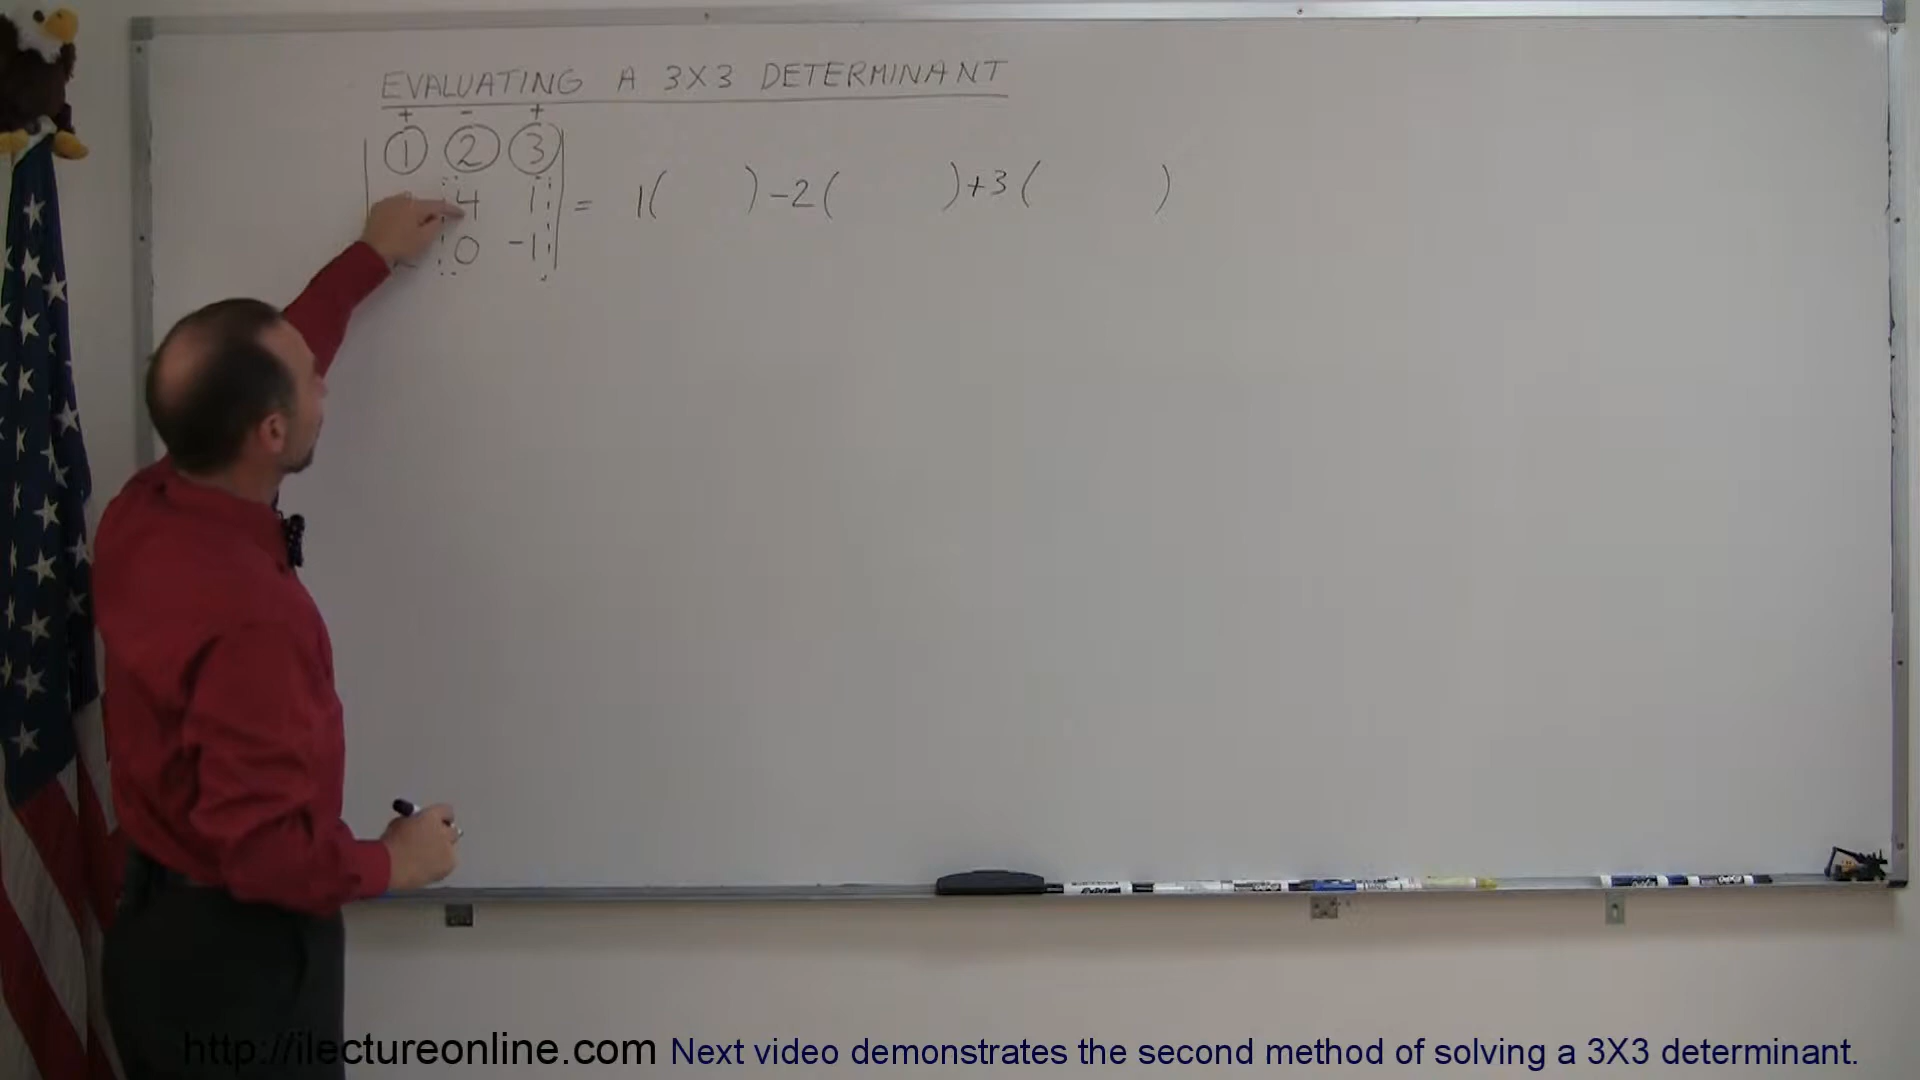 EVALUATING A 3X3 DETERMINANT
+ - +
1 2 3
4 1 = 1( ) -2( ) +3( )
0 -1
EXPO
http://ilectureonline.com Next video demonstrates the second method of solving a 3X3 determinant.